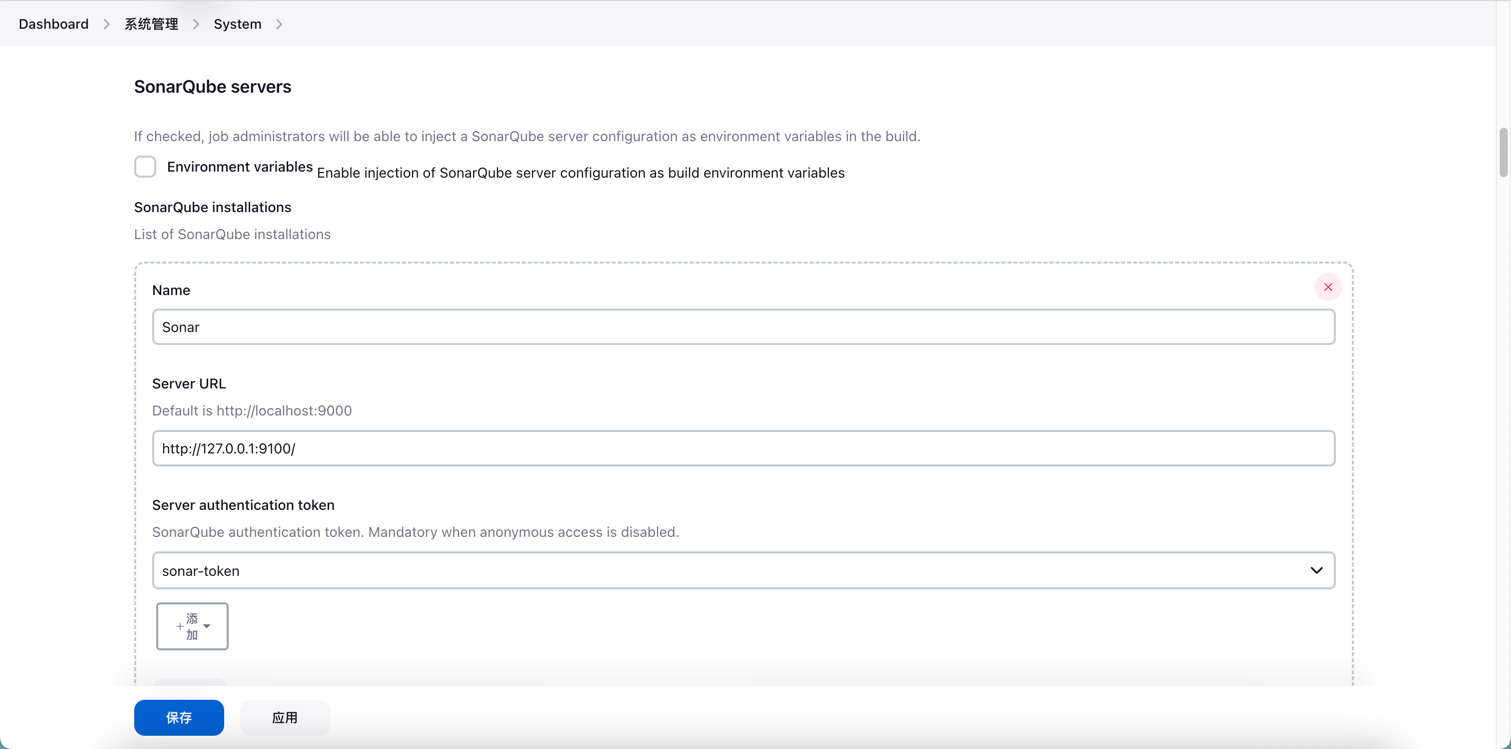 Dashboard 系统管理 System
SonarQube servers
If checked, job administrators will be able to inject a SonarQube server configuration as environment variables in the build.
Environment variables Enable injection of SonarQube server configuration as build environment variables
SonarQube installations
List of SonarQube installations
Name
Sonar
Server URL
Default is http://localhost:9000
http://127.0.0.1:9100/
Server authentication token
SonarQube authentication token. Mandatory when anonymous access is disabled.
sonar-token
+添
加
保存 应用